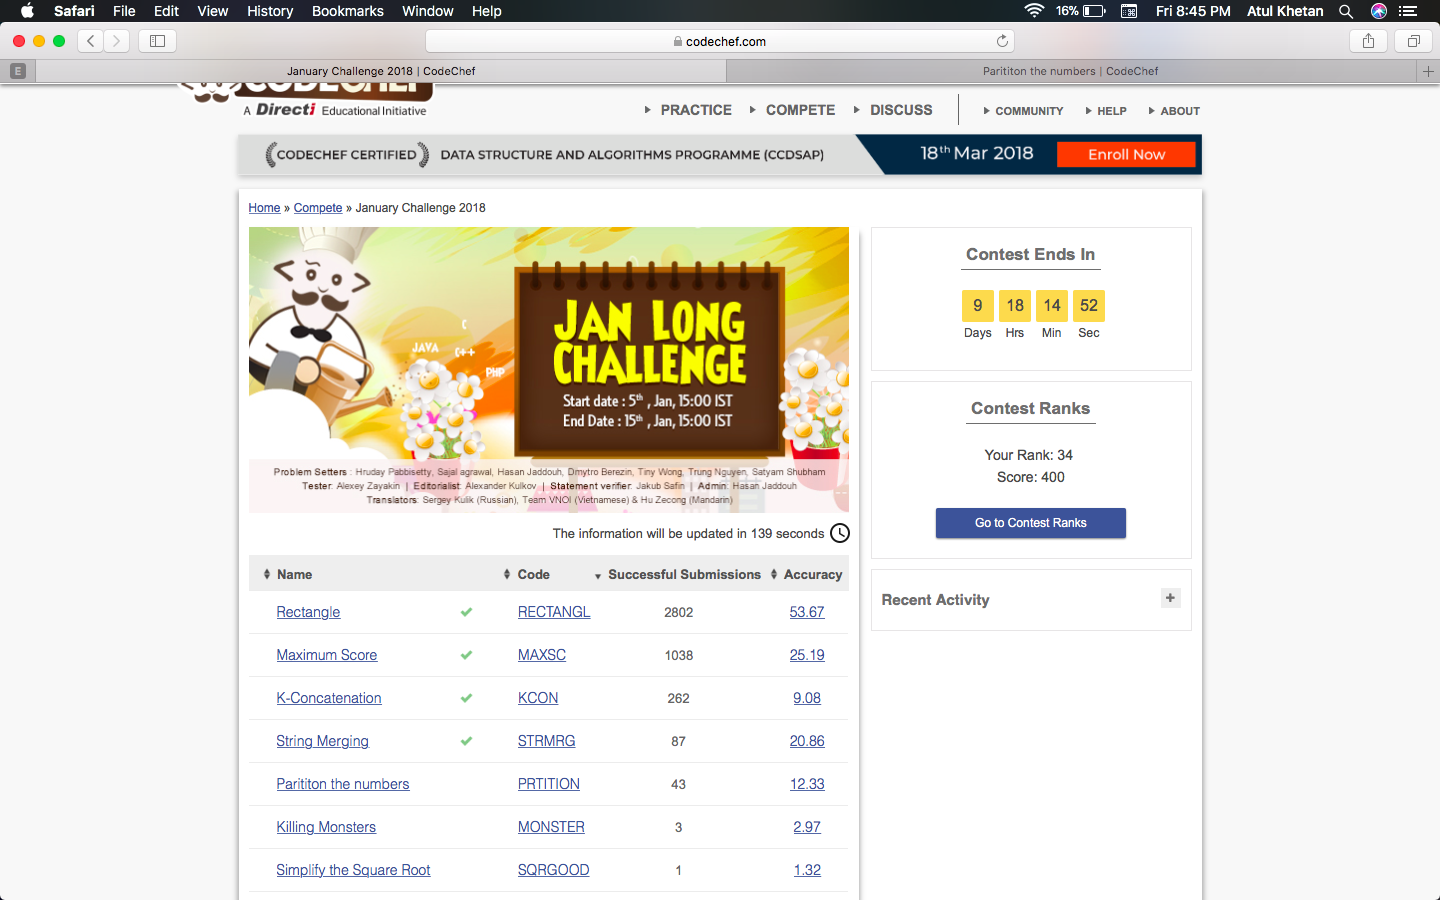 Safari File Edit View History Bookmarks Window Help 16% Fri 8:45 PM Atul Khetan
codechef.com
E January Challenge 2018 | CodeChef Parititon the numbers | CodeChef
CODECHEF
A Directi Educational Initiative
PRACTICE COMPETE DISCUSS COMMUNITY HELP ABOUT
CODECHEF CERTIFIED DATA STRUCTURE AND ALGORITHMS PROGRAMME (CCDSAP) 18th Mar 2018 Enroll Now
Home » Compete » January Challenge 2018
JAVA
C
C++
PHP
JAN LONG
CHALLENGE
Start date : 5th , Jan, 15:00 IST
End Date : 15th , Jan, 15:00 IST
Problem Setters : Hruday Pabbisetty, Sajal agrawal, Hasan Jaddouh, Dmytro Berezin, Tiny Wong, Trung Nguyen, Satyam Shubham
Tester: Alexey Zayakin | Editorialist: Alexander Kulkov | Statement verifier: Jakub Safin | Admin: Hasan Jaddouh
Translators: Sergey Kulik (Russian), Team VNOI (Vietnamese) & Hu Zecong (Mandarin)
The information will be updated in 139 seconds
Name Code Successful Submissions Accuracy
Rectangle RECTANGL 2802 53.67
Maximum Score MAXSC 1038 25.19
K-Concatenation KCON 262 9.08
String Merging STRMRG 87 20.86
Parititon the numbers PRTITION 43 12.33
Killing Monsters MONSTER 3 2.97
Simplify the Square Root SQRGOOD 1 1.32
Contest Ends In
9 18 14 52
Days Hrs Min Sec
Contest Ranks
Your Rank: 34
Score: 400
Go to Contest Ranks
Recent Activity +